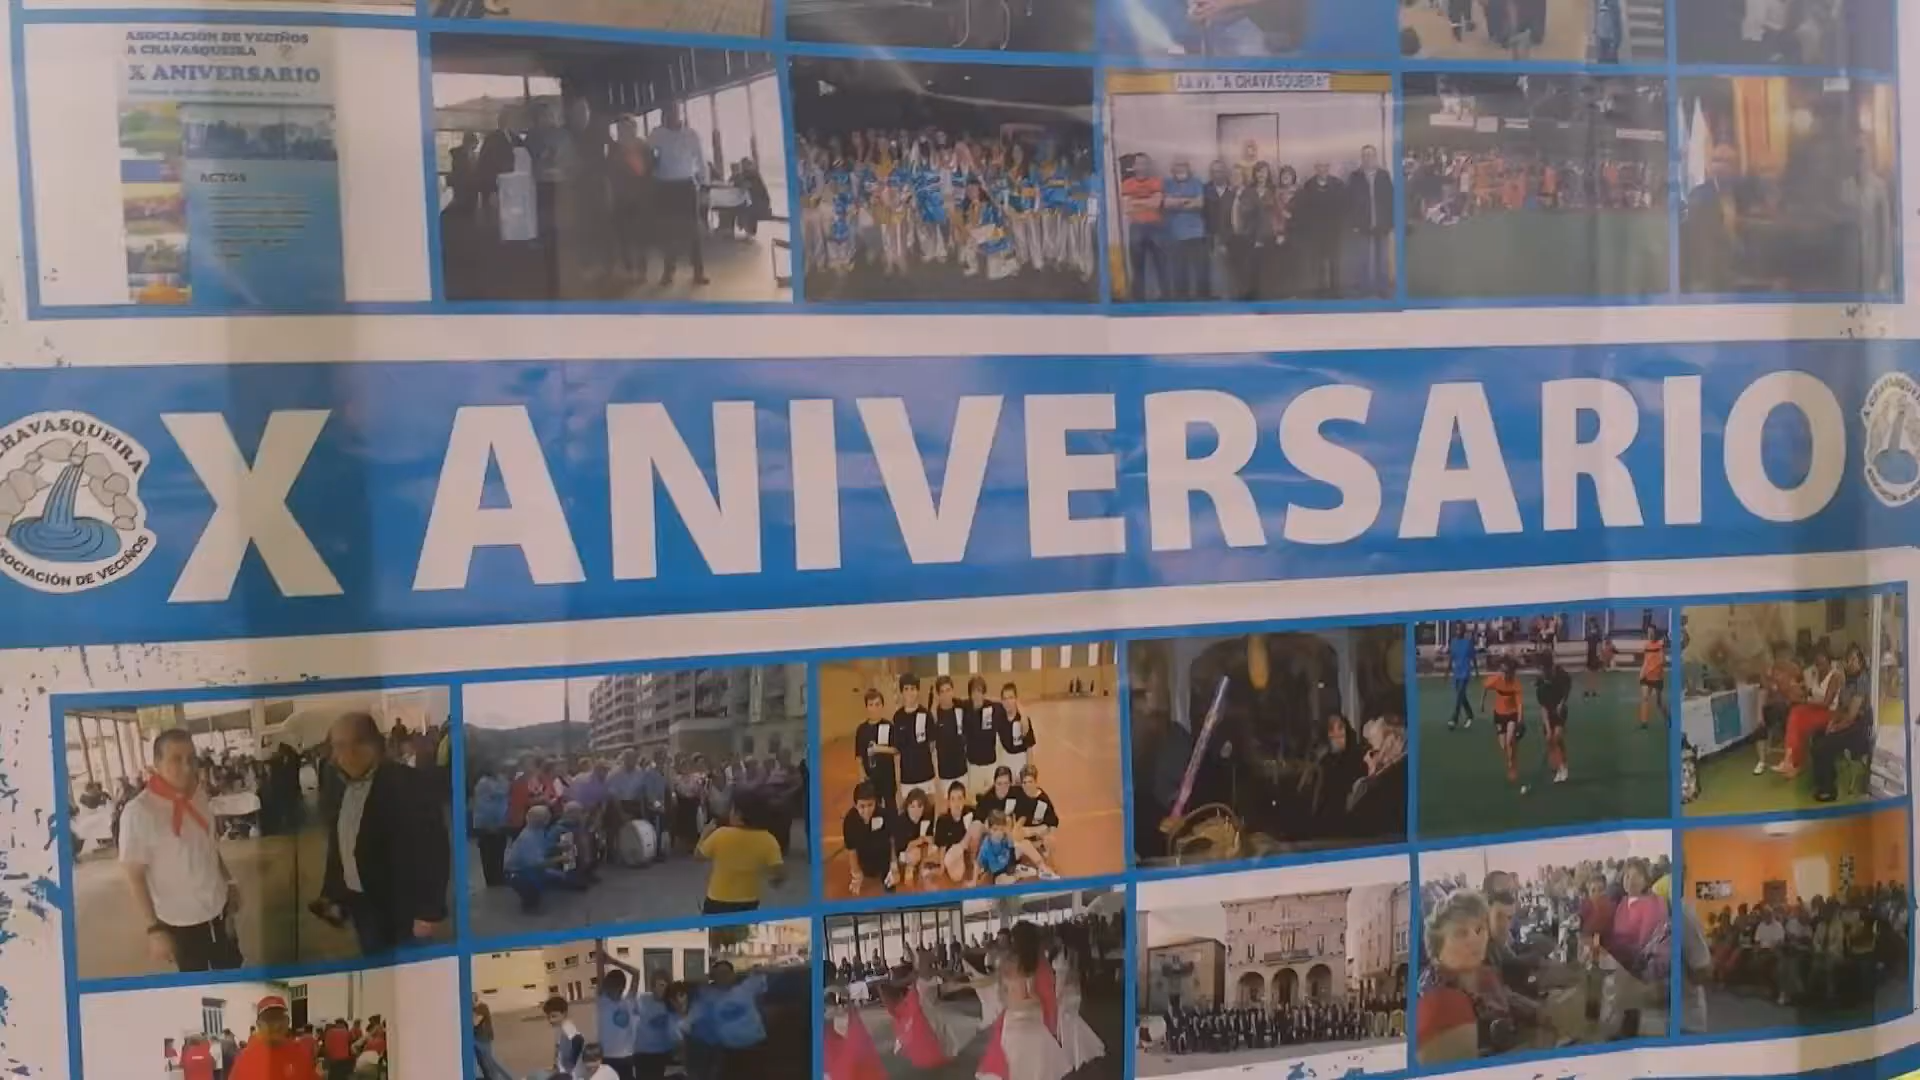 ASOCIACIÓN DE VECIÑOS
A CHAVASQUEIRA
X ANIVERSARIO
ACTOS
AA.VV. "A CHAVASQUEIRA"
X ANIVERSARIO
CHAVASQUEIRA
ASOCIACIÓN DE VECIÑOS